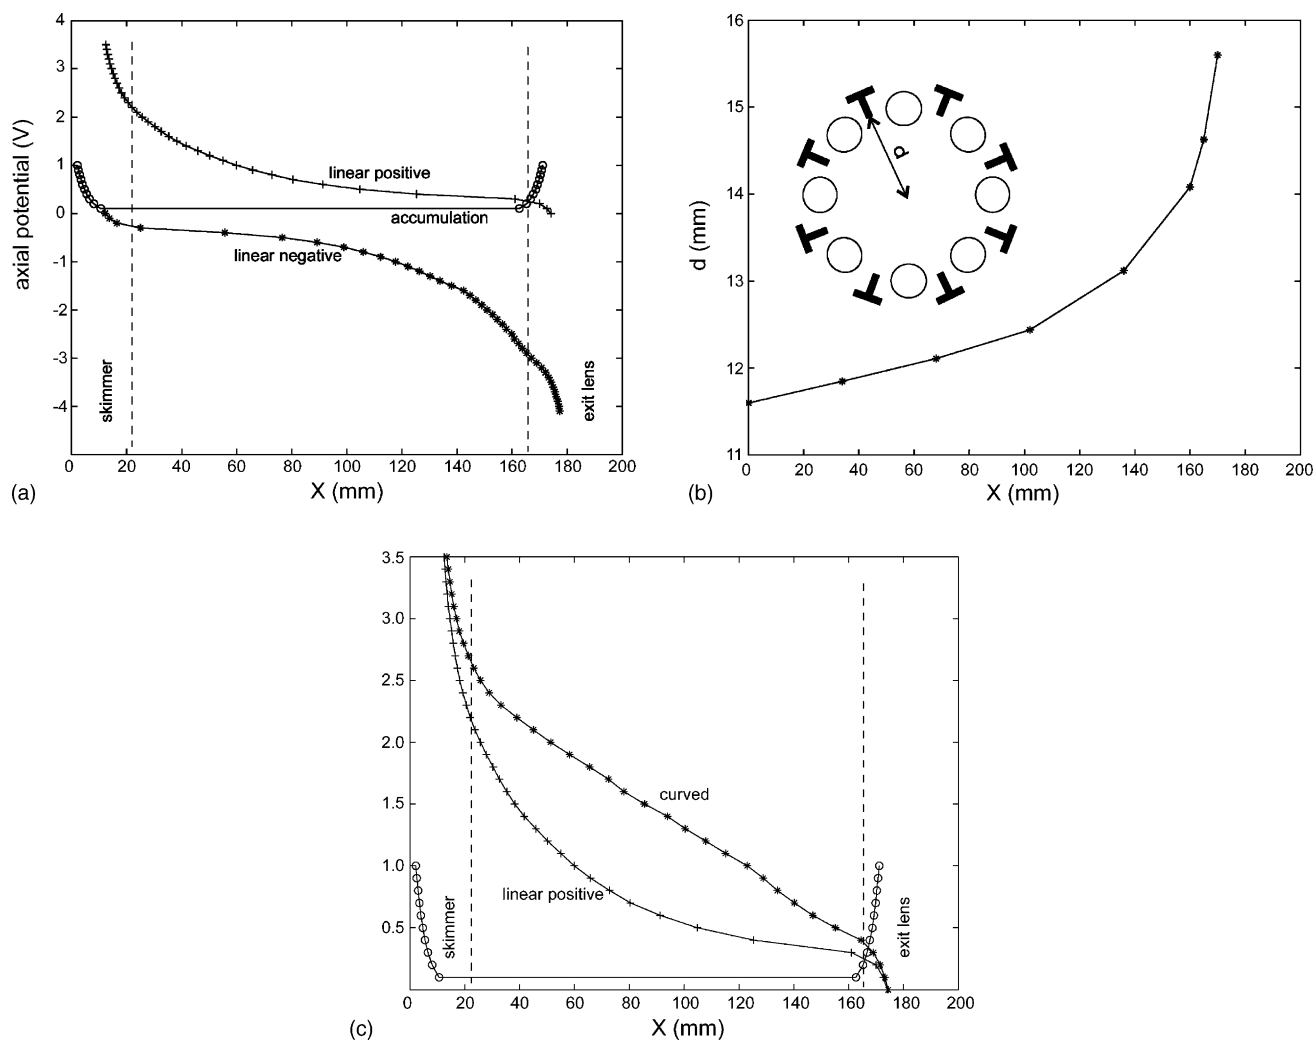 4
3
2
1
0
-1
-2
-3
-4
axial potential (V)
linear positive
accumulation
linear negative
skimmer
exit lens
0 20 40 60 80 100 120 140 160 180 200
X (mm)
(a)
16
15
14
13
12
11
d (mm)
d
0 20 40 60 80 100 120 140 160 180 200
X (mm)
(b)
3.5
3.0
2.5
2.0
1.5
1.0
0.5
curved
linear positive
skimmer
exit lens
0 20 40 60 80 100 120 140 160 180 200
X (mm)
(c)